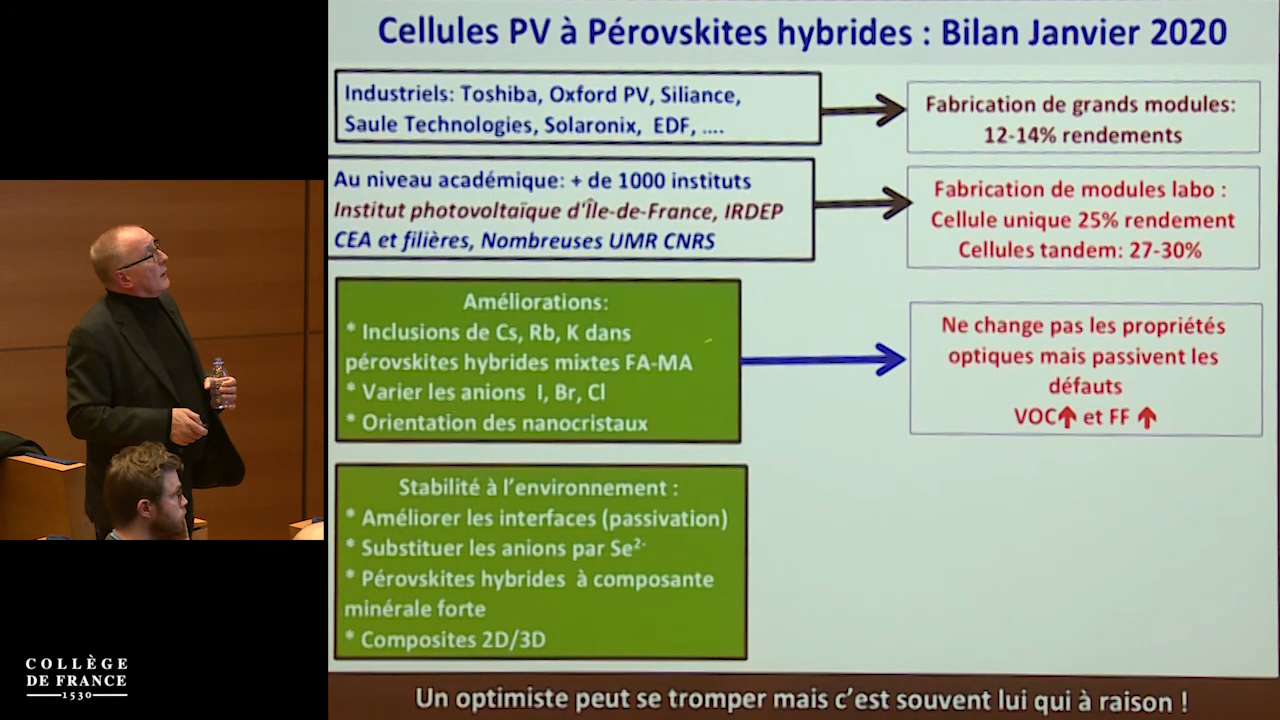 Cellules PV à Pérovskites hybrides : Bilan Janvier 2020
Industriels: Toshiba, Oxford PV, Siliance,
Saule Technologies, Solaronix, EDF, ....
Fabrication de grands modules:
12-14% rendements
Au niveau académique: + de 1000 instituts
Institut photovoltaïque d'Île-de-France, IRDEP
CEA et filières, Nombreuses UMR CNRS
Fabrication de modules labo :
Cellule unique 25% rendement
Cellules tandem: 27-30%
Améliorations:
* Inclusions de Cs, Rb, K dans
pérovskites hybrides mixtes FA-MA
* Varier les anions I, Br, Cl
* Orientation des nanocristaux
Ne change pas les propriétés
optiques mais passivent les
défauts
VOC↑ et FF ↑
Stabilité à l'environnement :
* Améliorer les interfaces (passivation)
* Substituer les anions par Se²⁻
* Pérovskites hybrides à composante
minérale forte
* Composites 2D/3D
Un optimiste peut se tromper mais c'est souvent lui qui à raison !
COLLÈGE
DE FRANCE
1530